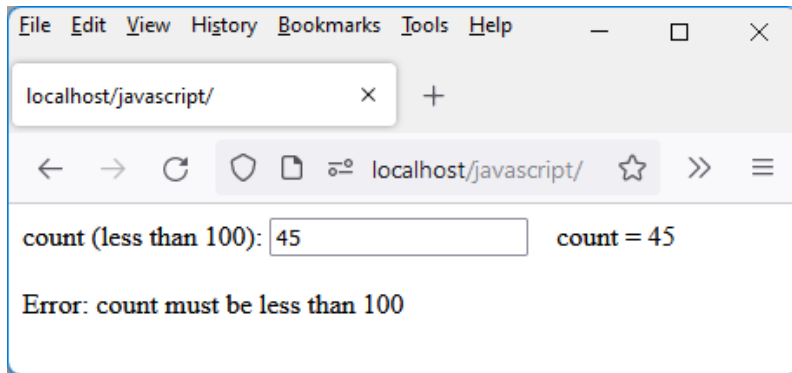 File Edit View History Bookmarks Tools Help
localhost/javascript/
localhost/javascript/
count (less than 100): 45 count = 45
Error: count must be less than 100